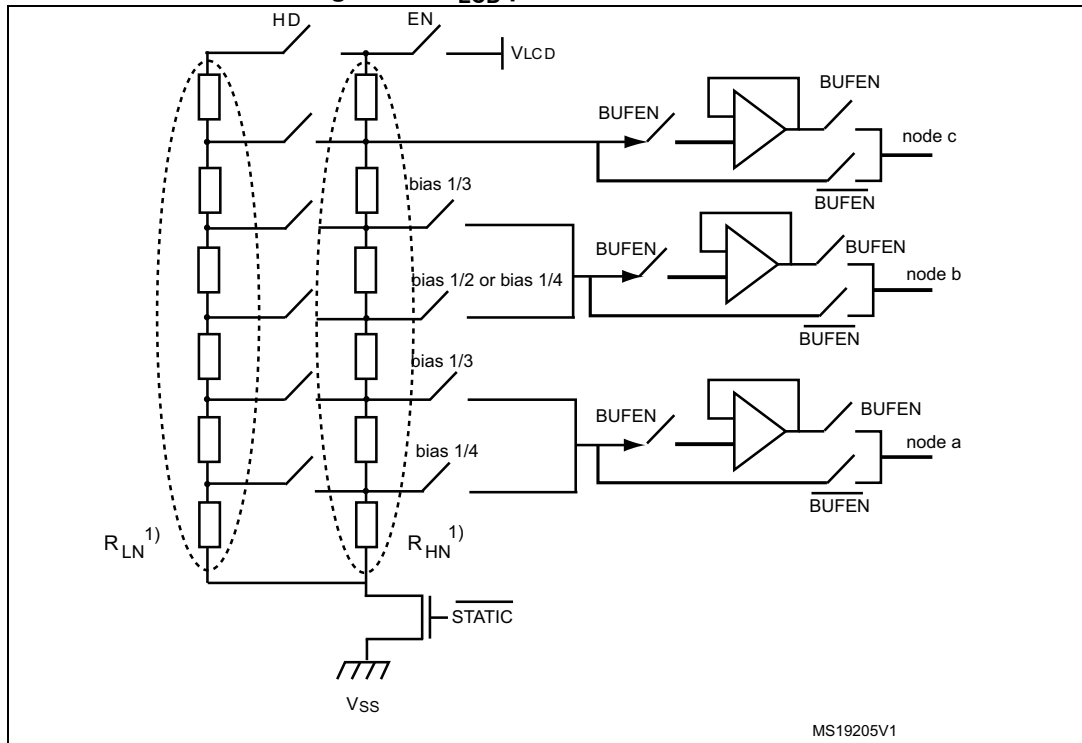 LCD
HD
EN
VLCD
BUFEN
BUFEN
node c
BUFEN
bias 1/3
BUFEN
BUFEN
node b
bias 1/2 or bias 1/4
BUFEN
bias 1/3
BUFEN
BUFEN
node a
bias 1/4
BUFEN
RLN1)
RHN1)
STATIC
VSS
MS19205V1